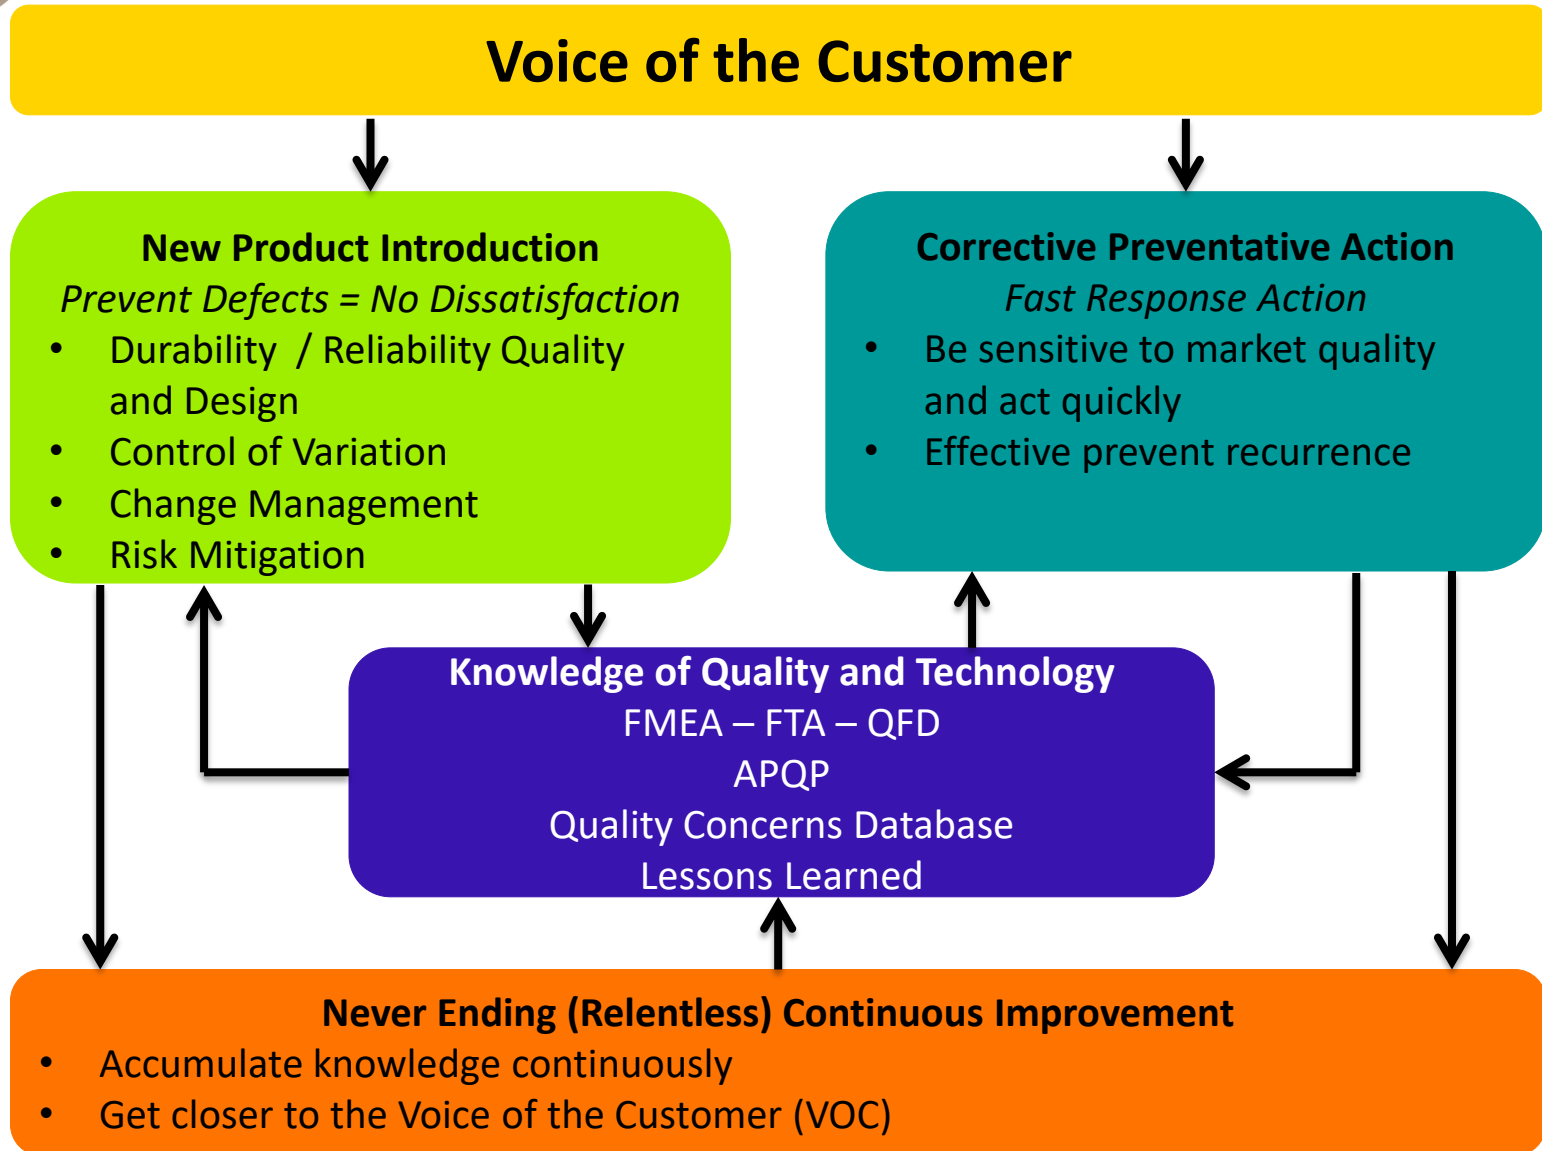 Voice of the Customer
New Product Introduction
Prevent Defects = No Dissatisfaction
• Durability / Reliability Quality
and Design
• Control of Variation
• Change Management
• Risk Mitigation
Corrective Preventative Action
Fast Response Action
• Be sensitive to market quality
and act quickly
• Effective prevent recurrence
Knowledge of Quality and Technology
FMEA – FTA – QFD
APQP
Quality Concerns Database
Lessons Learned
Never Ending (Relentless) Continuous Improvement
• Accumulate knowledge continuously
• Get closer to the Voice of the Customer (VOC)